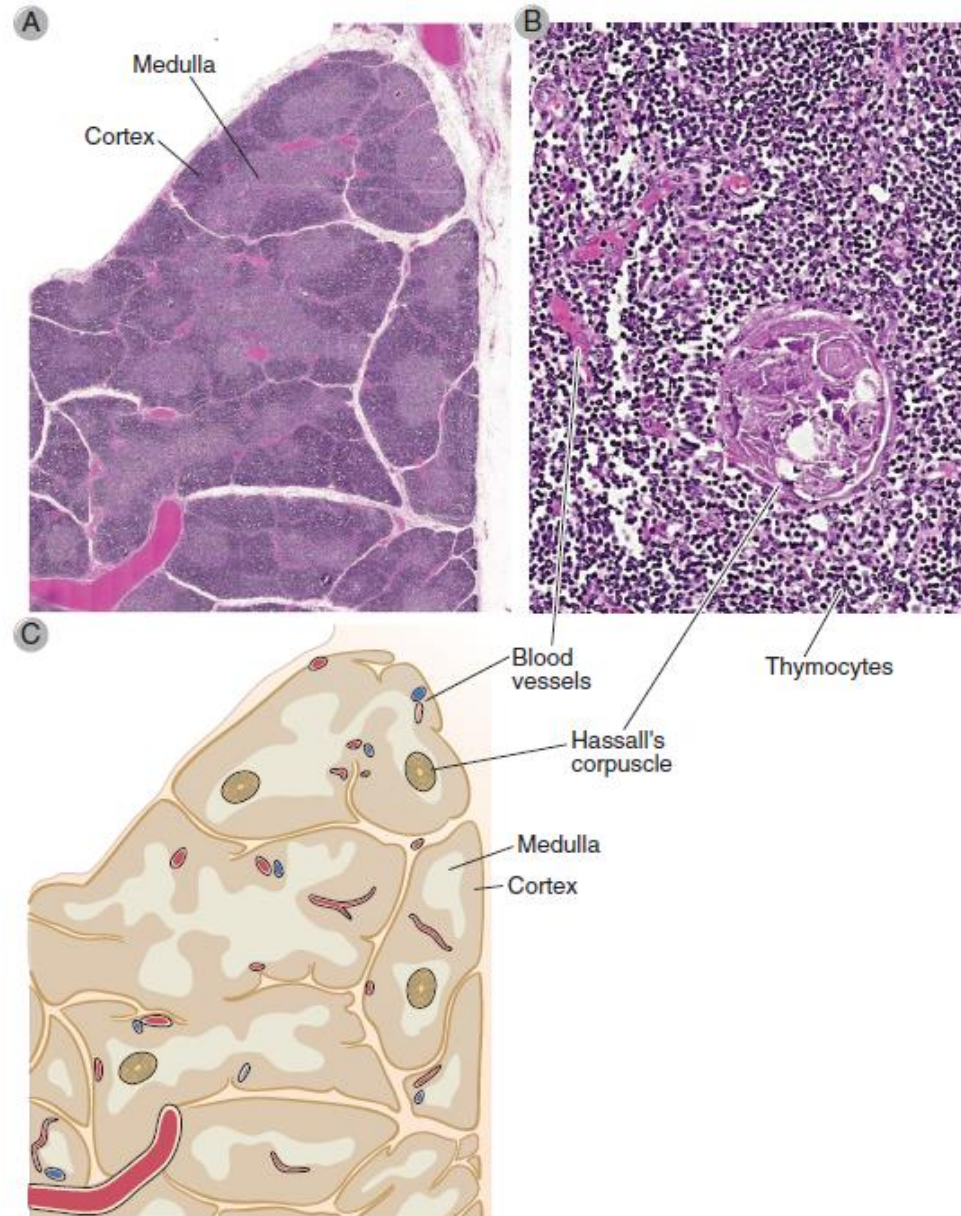 A
Medulla
Cortex
B
C
Blood
vessels
Thymocytes
Hassall's
corpuscle
Medulla
Cortex